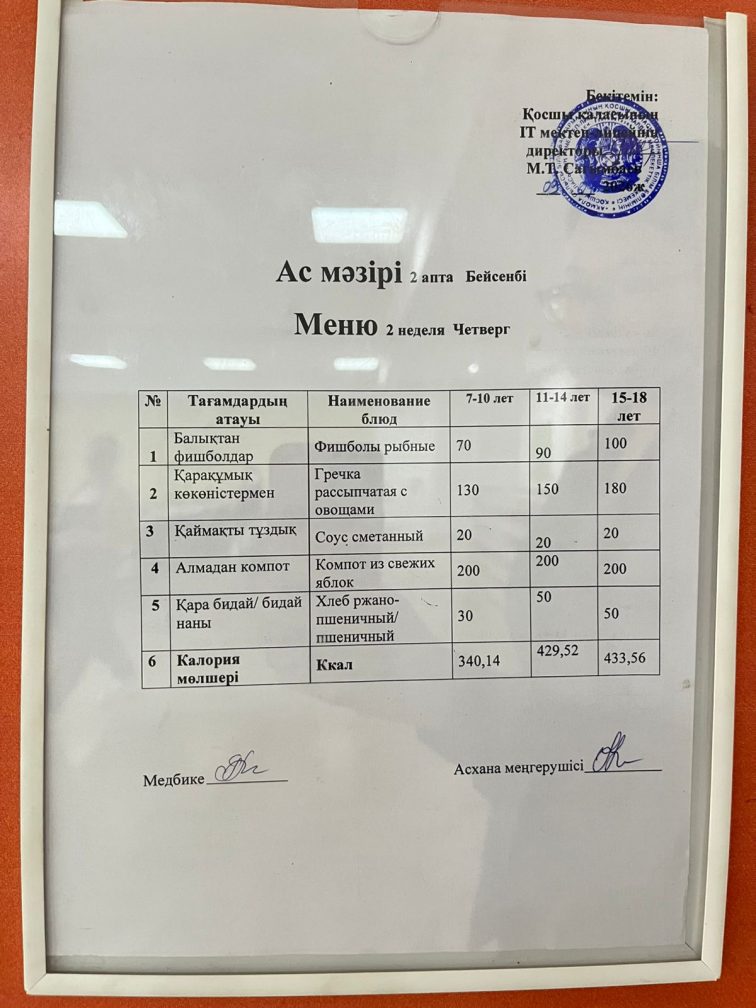 Бекітемін:
Қосшы қаласының
IT мектеп-лицейінің
директоры
М.Т. Сағымбаев
2026ж
Ас мәзірі 2 апта Бейсенбі
Меню 2 неделя Четверг
№ Тағамдардың атауы Наименование блюд 7-10 лет 11-14 лет 15-18 лет
1 Балықтан фишболдар Фишболы рыбные 70 90 100
2 Қарақұмық көкөністермен Гречка рассыпчатая с овощами 130 150 180
3 Қаймақты тұздық Соус сметанный 20 20 20
4 Алмадан компот Компот из свежих яблок 200 200 200
5 Қара бидай/ бидай наны Хлеб ржано-пшеничный/ пшеничный 30 50 50
6 Калория мөлшері Ккал 340,14 429,52 433,56
Медбике
Асхана меңгерушісі